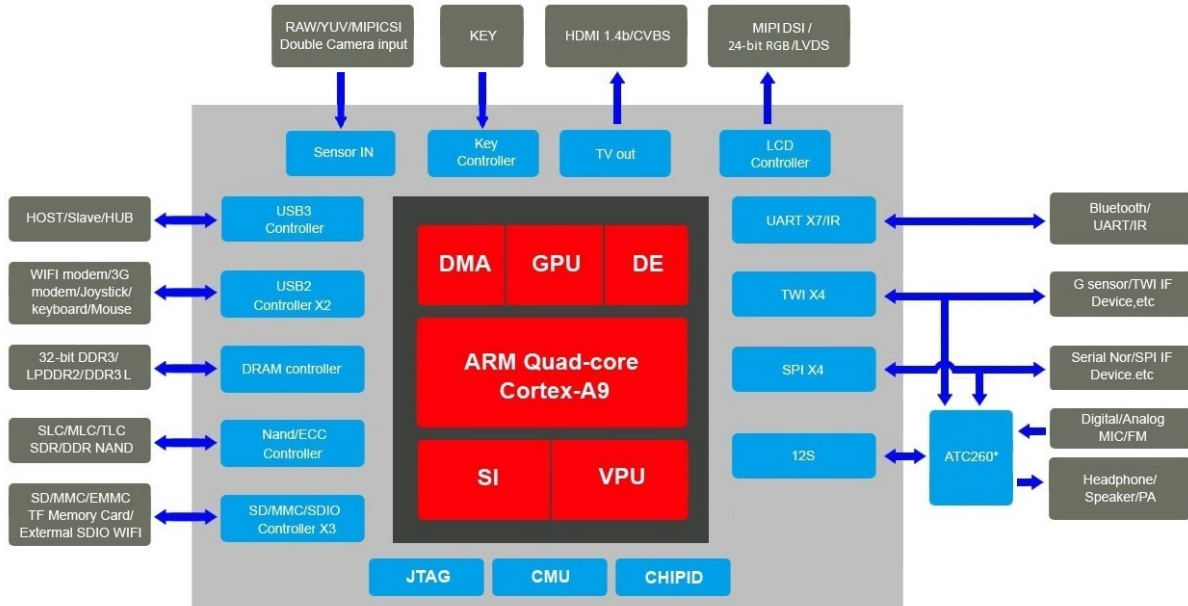 RAW/YUV/MIPICSI
Double Camera input
KEY
HDMI 1.4b/CVBS
MIPI DSI /
24-bit RGB/LVDS
Sensor IN
Key
Controller
TV out
LCD
Controller
HOST/Slave/HUB
USB3
Controller
WIFI modem/3G
modem/Joystick/
keyboard/Mouse
USB2
Controller X2
32-bit DDR3/
LPDDR2/DDR3 L
DRAM controller
SLC/MLC/TLC
SDR/DDR NAND
Nand/ECC
Controller
SD/MMC/EMMC
TF Memory Card/
Extermal SDIO WIFI
SD/MMC/SDIO
Controller X3
DMA
GPU
DE
ARM Quad-core
Cortex-A9
SI
VPU
UART X7/IR
Bluetooth/
UART/IR
TWI X4
G sensor/TWI IF
Device,etc
SPI X4
Serial Nor/SPI IF
Device.etc
12S
ATC260*
Digital/Analog
MIC/FM
Headphone/
Speaker/PA
JTAG
CMU
CHIPID